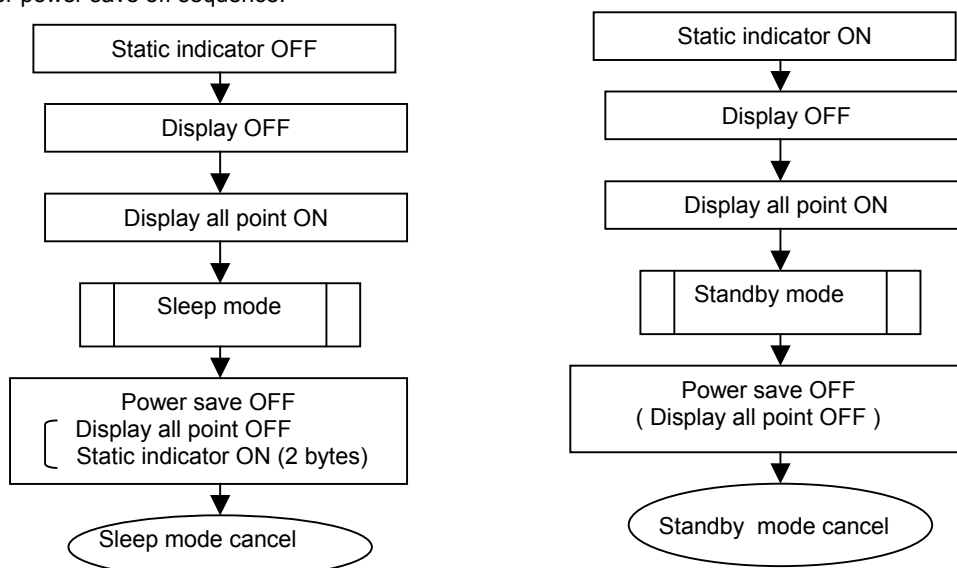 er power save off sequence.
Static indicator OFF
Display OFF
Display all point ON
Sleep mode
Power save OFF
Display all point OFF
Static indicator ON (2 bytes)
Sleep mode cancel
Static indicator ON
Display OFF
Display all point ON
Standby mode
Power save OFF
( Display all point OFF )
Standby mode cancel